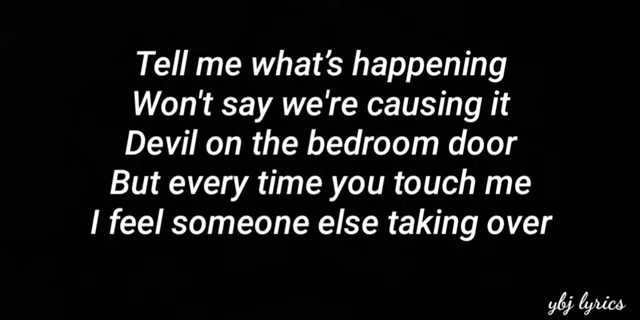 Tell me what’s happening
Won't say we're causing it
Devil on the bedroom door
But every time you touch me
I feel someone else taking over
ybj lyrics